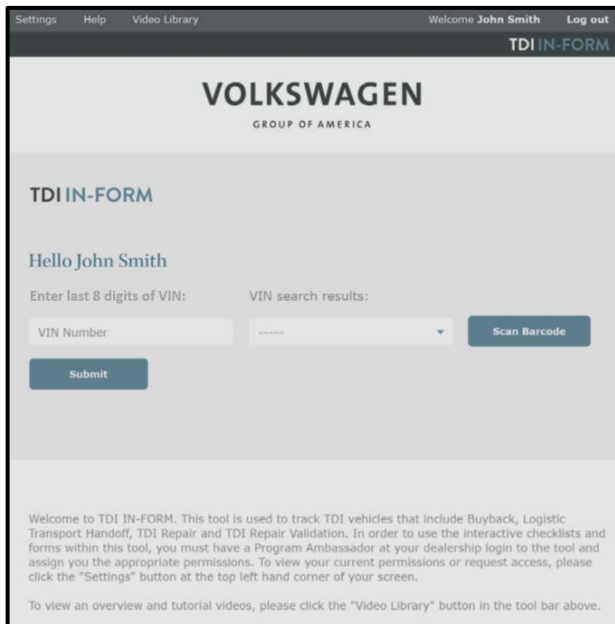 Settings Help Video Library Welcome John Smith Log out
TDI IN-FORM
VOLKSWAGEN
GROUP OF AMERICA
TDI IN-FORM
Hello John Smith
Enter last 8 digits of VIN: VIN search results:
VIN Number ----- Scan Barcode
Submit
Welcome to TDI IN-FORM. This tool is used to track TDI vehicles that include Buyback, Logistic
Transport Handoff, TDI Repair and TDI Repair Validation. In order to use the interactive checklists and
forms within this tool, you must have a Program Ambassador at your dealership login to the tool and
assign you the appropriate permissions. To view your current permissions or request access, please
click the "Settings" button at the top left hand corner of your screen.
To view an overview and tutorial videos, please click the "Video Library" button in the tool bar above.